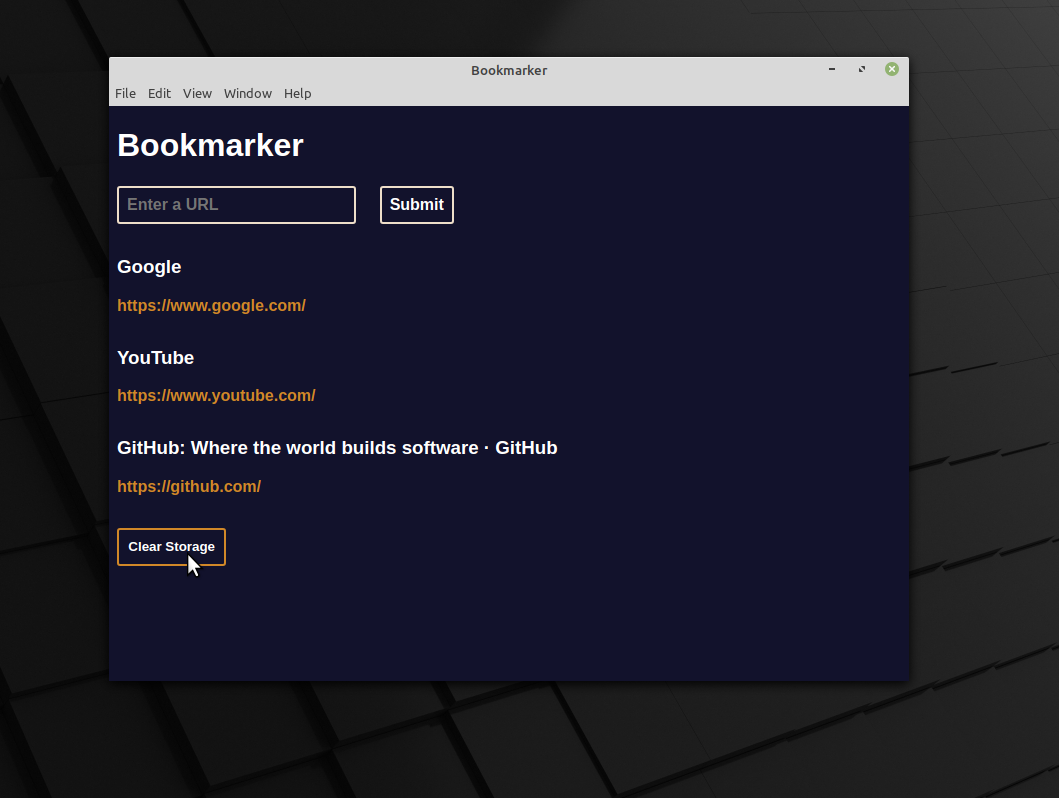 Bookmarker
File Edit View Window Help
Bookmarker
Enter a URL Submit
Google
https://www.google.com/
YouTube
https://www.youtube.com/
GitHub: Where the world builds software · GitHub
https://github.com/
Clear Storage